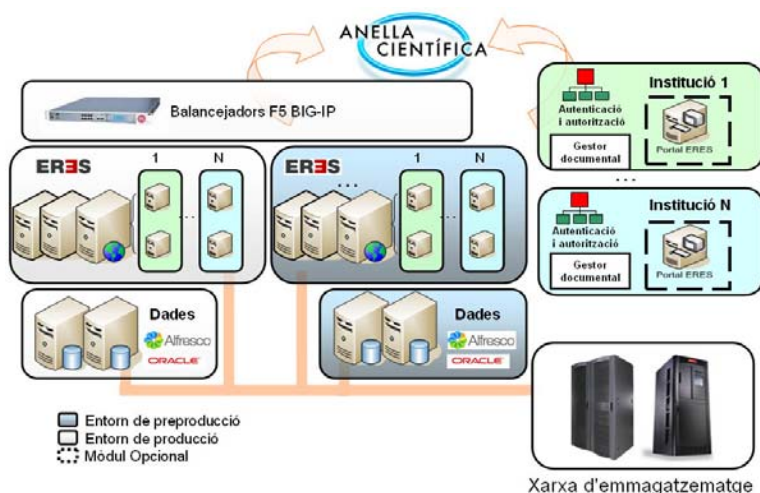 ANELLA
CIENTÍFICA
Balancejadors F5 BIG-IP
ERES
1
N
...
ERES
...
1
N
...
Dades
Alfresco
ORACLE
Dades
Alfresco
ORACLE
Institució 1
Autenticació
i autorització
Gestor
documental
Portal ERES
...
Institució N
Autenticació
i autorització
Gestor
documental
Portal ERES
Entorn de preproducció
Entorn de producció
Mòdul Opcional
Xarxa d'emmagatzematge